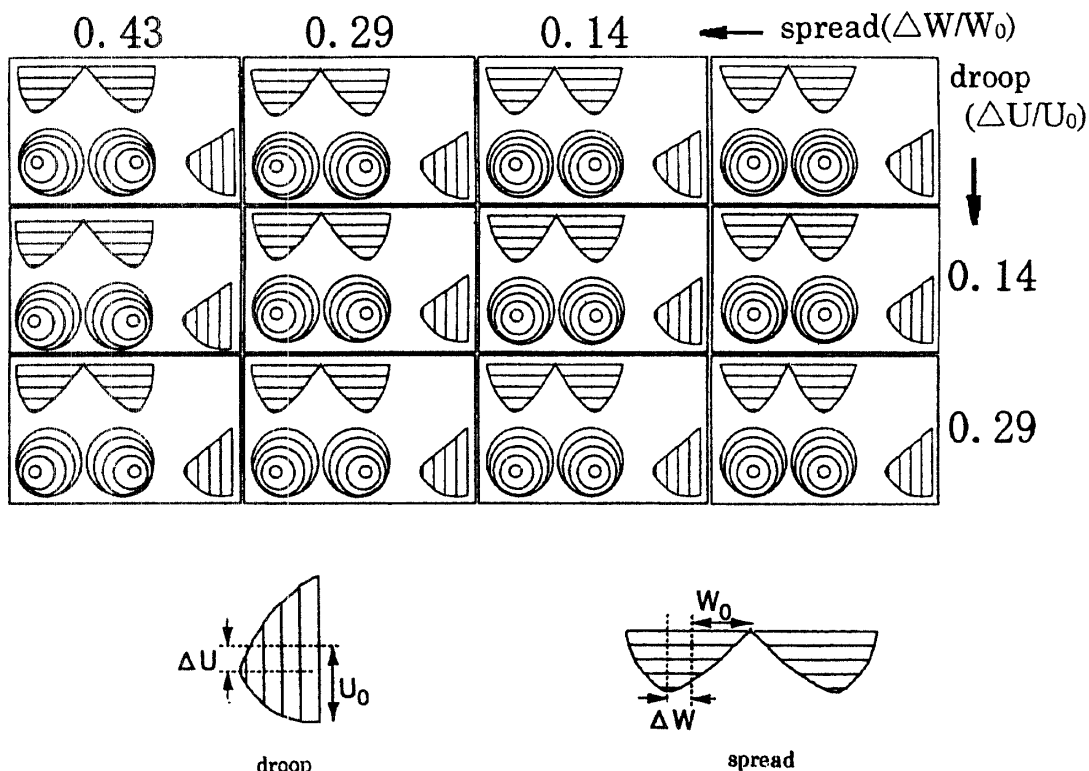 0.43 0.29 0.14 ← spread(△W/W₀)
droop
(△U/U₀)
0.14
0.29
W₀
ΔU
U₀
ΔW
droop
spread